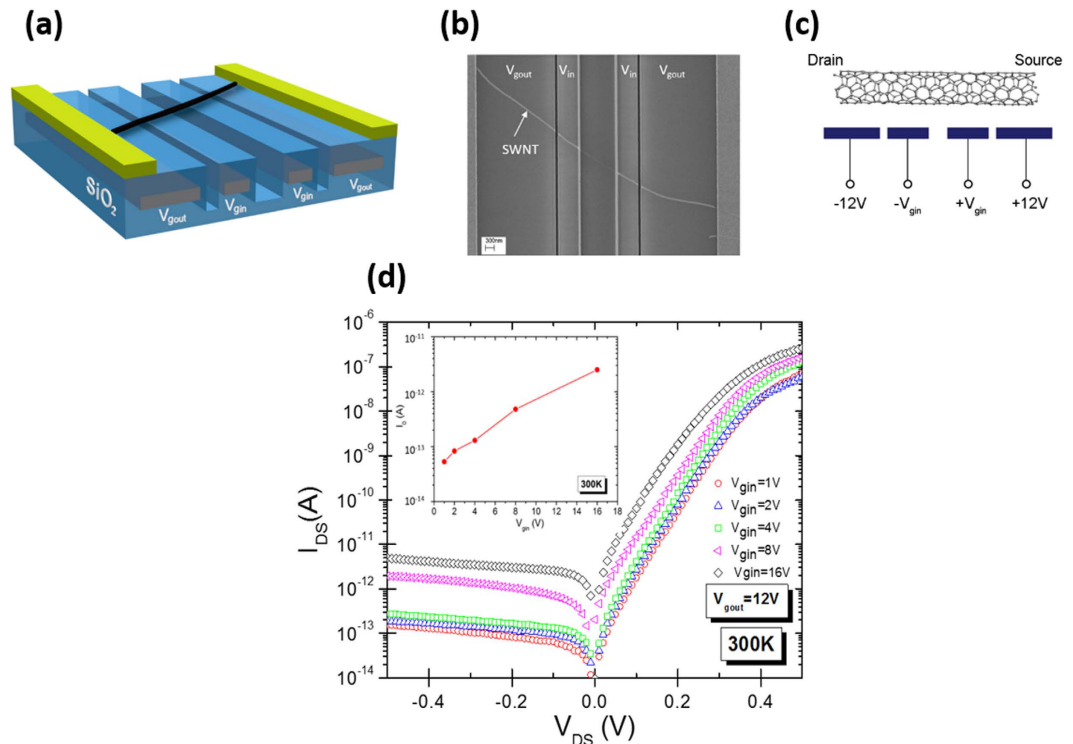 (a)
SiO2
Vgout
Vgin
Vgin
Vgout
(b)
Vgout
Vin
Vin
Vgout
SWNT
300nm
(c)
Drain
Source
-12V
-Vgin
+Vgin
+12V
(d)
IDS(A)
10-6
10-7
10-8
10-9
10-10
10-11
10-12
10-13
10-14
-0.4
-0.2
0.0
0.2
0.4
VDS (V)
I0 (A)
10-11
10-12
10-13
10-14
0 2 4 6 8 10 12 14 16 18
Vgin (V)
300K
Vgin=1V
Vgin=2V
Vgin=4V
Vgin=8V
Vgin=16V
Vgout=12V
300K